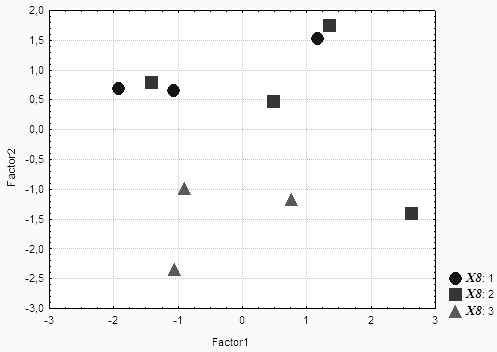 2,0
1,5
1,0
0,5
0,0
-0,5
-1,0
-1,5
-2,0
-2,5
-3,0
Factor2
-3 -2 -1 0 1 2 3
Factor1
X8: 1
X8: 2
X8: 3